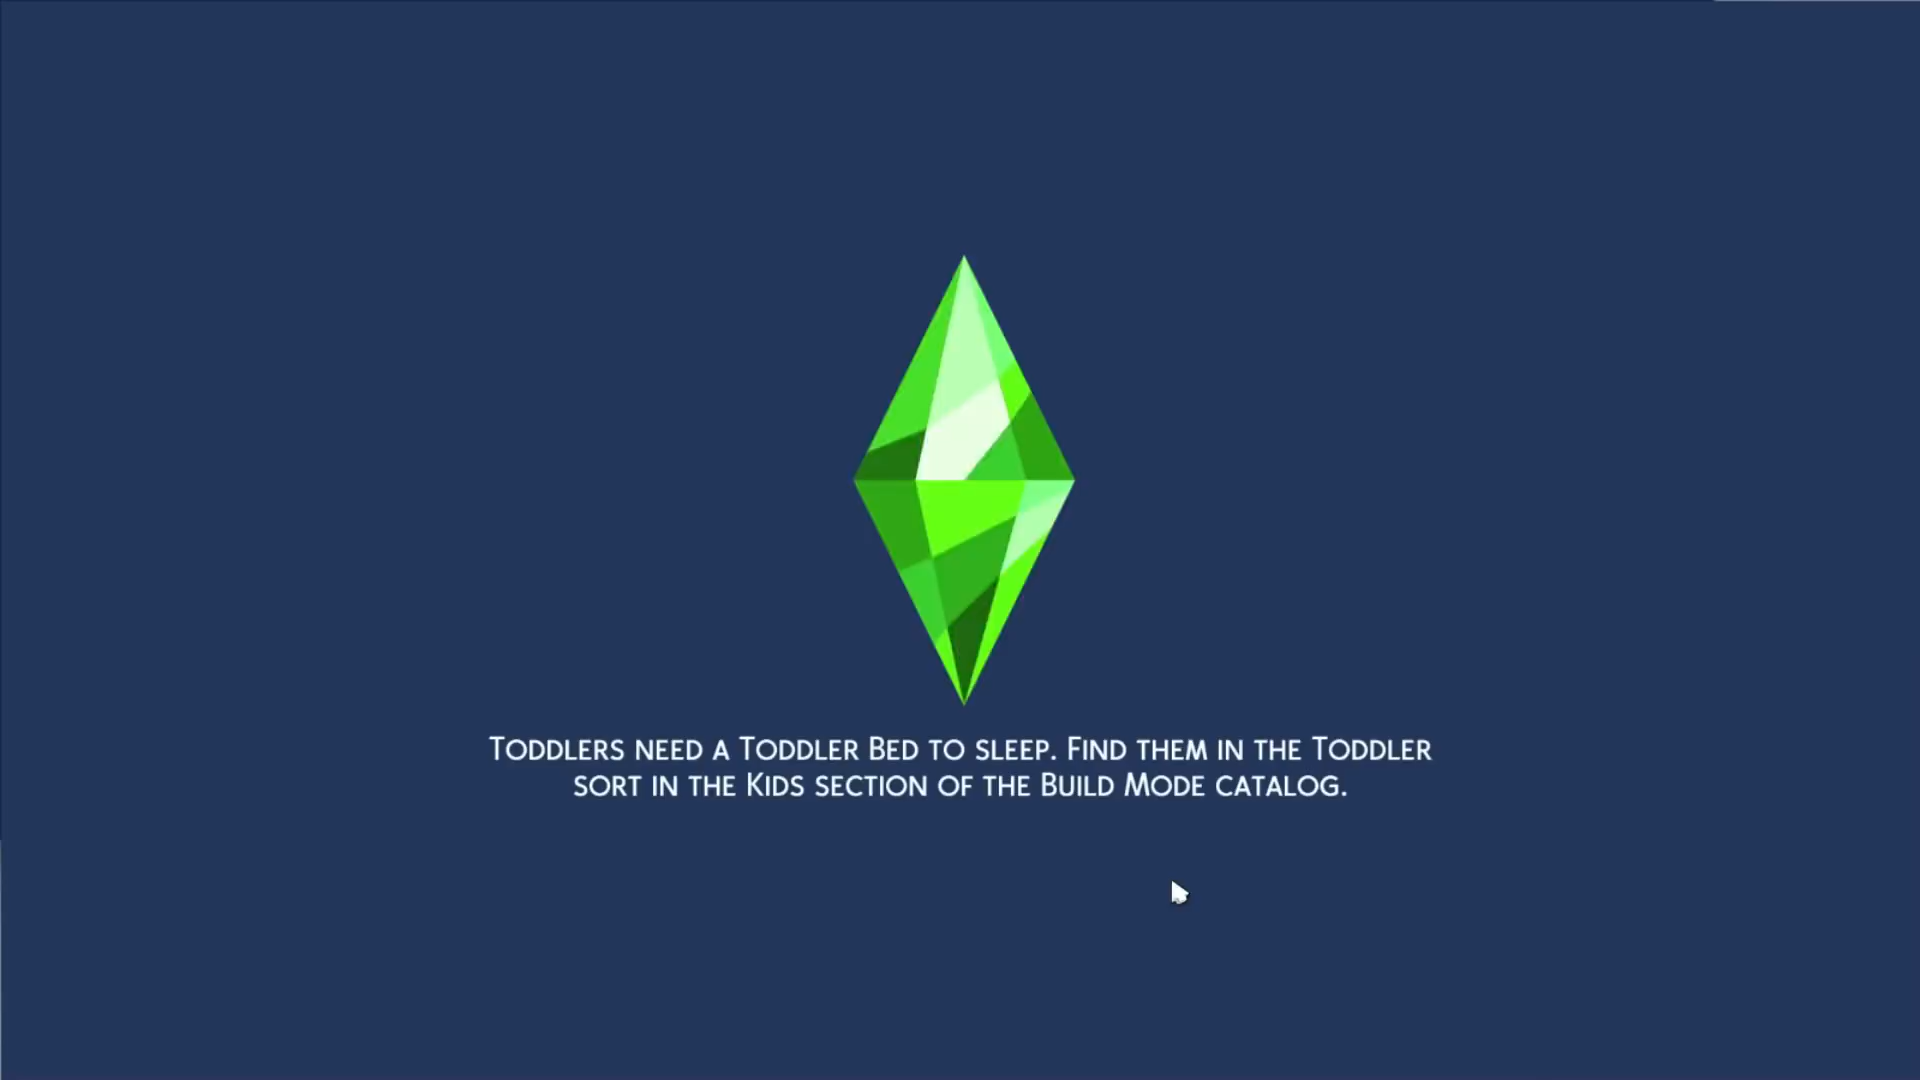 Toddlers need a Toddler Bed to sleep. Find them in the Toddler
sort in the Kids section of the Build Mode catalog.